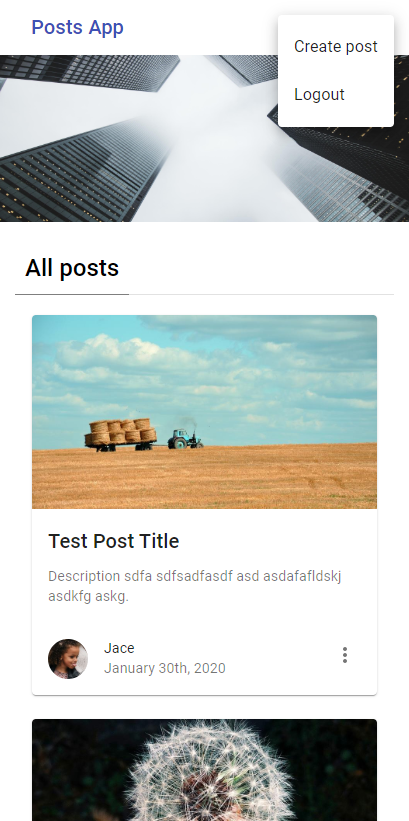 Posts App
Create post
Logout
All posts
Test Post Title
Description sdfa sdfsadfasdf asd asdafafldskj
asdkfg askg.
Jace
January 30th, 2020